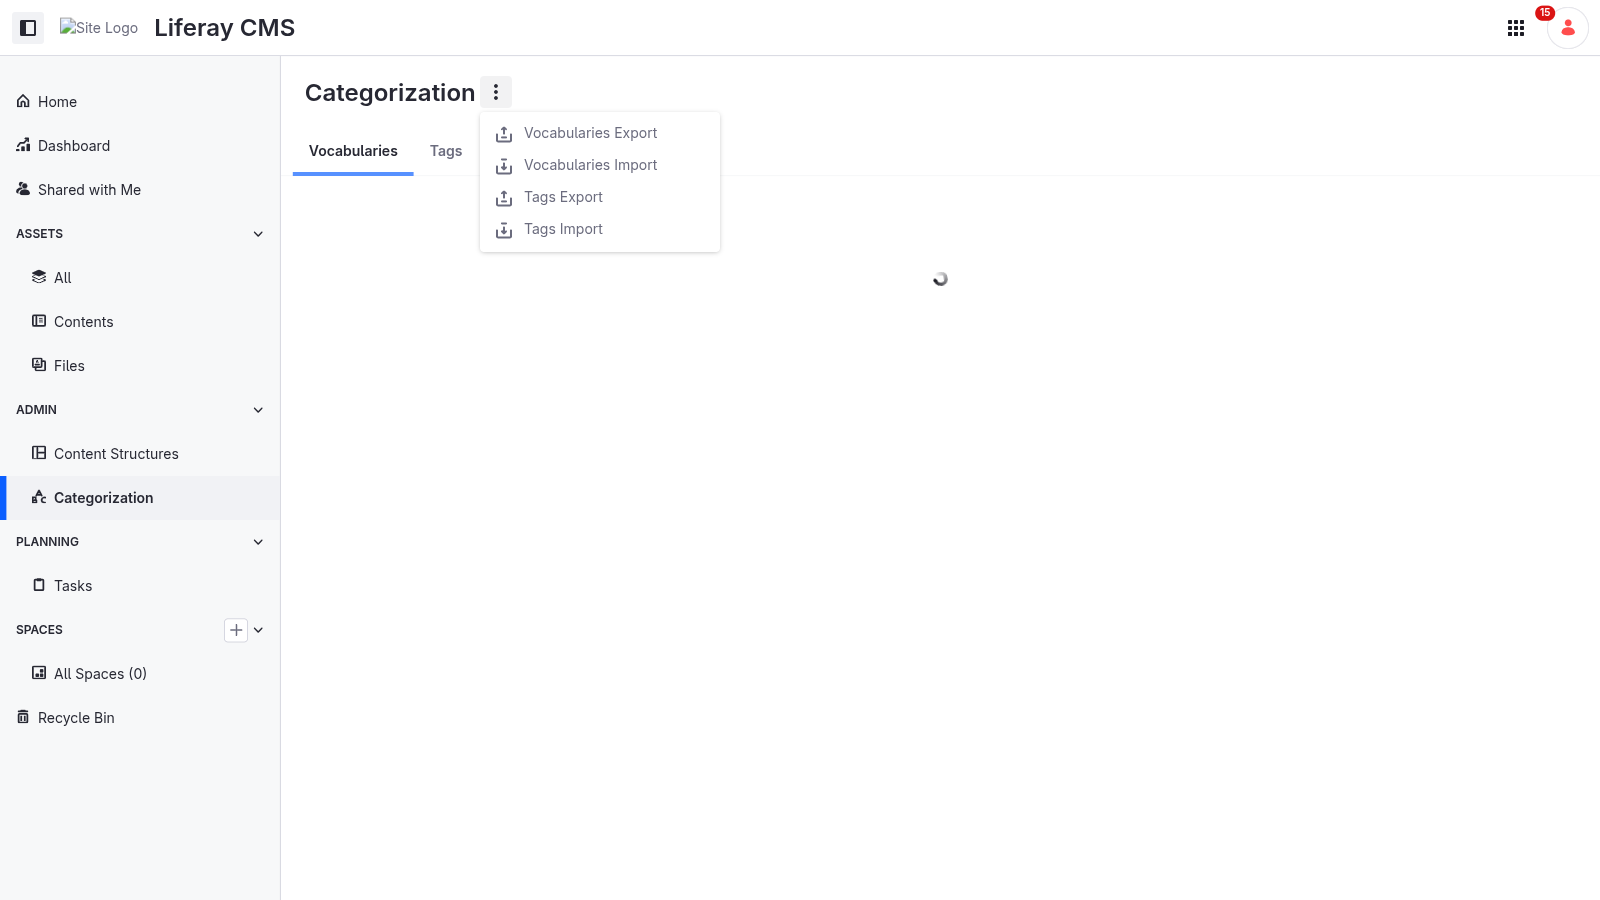 Site Logo
Liferay CMS
15
Home
Dashboard
Shared with Me
ASSETS
All
Contents
Files
ADMIN
Content Structures
Categorization
PLANNING
Tasks
SPACES
All Spaces (0)
Recycle Bin
Categorization
Vocabularies
Tags
Vocabularies Export
Vocabularies Import
Tags Export
Tags Import